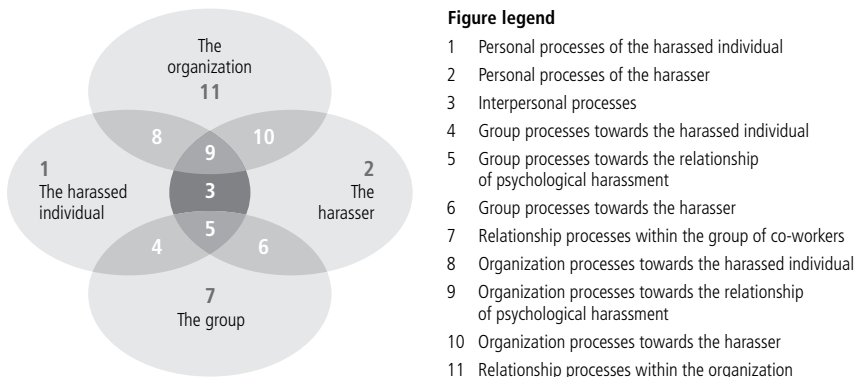 The
organization
11
8
10
9
1
The harassed
individual
3
2
The
harasser
5
4
6
7
The group
Figure legend
1 Personal processes of the harassed individual
2 Personal processes of the harasser
3 Interpersonal processes
4 Group processes towards the harassed individual
5 Group processes towards the relationship
of psychological harassment
6 Group processes towards the harasser
7 Relationship processes within the group of co-workers
8 Organization processes towards the harassed individual
9 Organization processes towards the relationship
of psychological harassment
10 Organization processes towards the harasser
11 Relationship processes within the organization